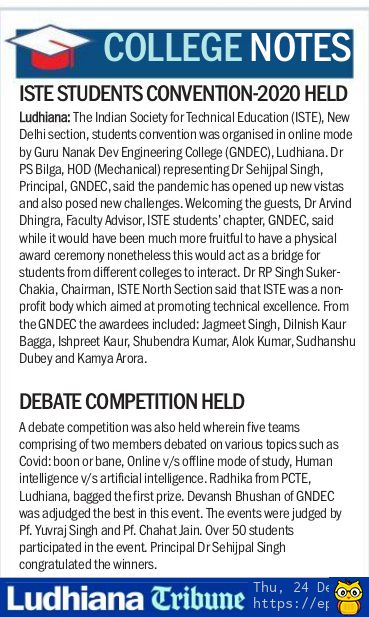 COLLEGE NOTES
ISTE STUDENTS CONVENTION-2020 HELD
Ludhiana: The Indian Society for Technical Education (ISTE), New
Delhi section, students convention was organised in online mode
by Guru Nanak Dev Engineering College (GNDEC), Ludhiana. Dr
PS Bilga, HOD (Mechanical) representing Dr Sehijpal Singh,
Principal, GNDEC, said the pandemic has opened up new vistas
and also posed new challenges. Welcoming the guests, Dr Arvind
Dhingra, Faculty Advisor, ISTE students' chapter, GNDEC, said
while it would have been much more fruitful to have a physical
award ceremony nonetheless this would act as a bridge for
students from different colleges to interact. Dr RP Singh Suker-
Chakia, Chairman, ISTE North Section said that ISTE was a non-
profit body which aimed at promoting technical excellence. From
the GNDEC the awardees included: Jagmeet Singh, Dilnish Kaur
Bagga, Ishpreet Kaur, Shubendra Kumar, Alok Kumar, Sudhanshu
Dubey and Kamya Arora.
DEBATE COMPETITION HELD
A debate competition was also held wherein five teams
comprising of two members debated on various topics such as
Covid: boon or bane, Online v/s offline mode of study, Human
intelligence v/s artificial intelligence. Radhika from PCTE,
Ludhiana, bagged the first prize. Devansh Bhushan of GNDEC
was adjudged the best in this event. The events were judged by
Pf. Yuvraj Singh and Pf. Chahat Jain. Over 50 students
participated in the event. Principal Dr Sehijpal Singh
congratulated the winners.
Ludhiana Tribune
Thu, 24 De
https://ep